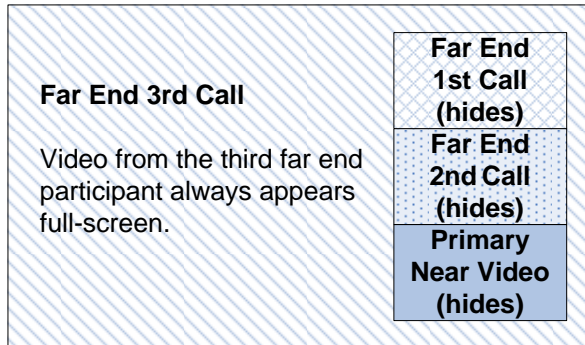 Far End 3rd Call
Video from the third far end
participant always appears
full-screen.
Far End
1st Call
(hides)
Far End
2nd Call
(hides)
Primary
Near Video
(hides)